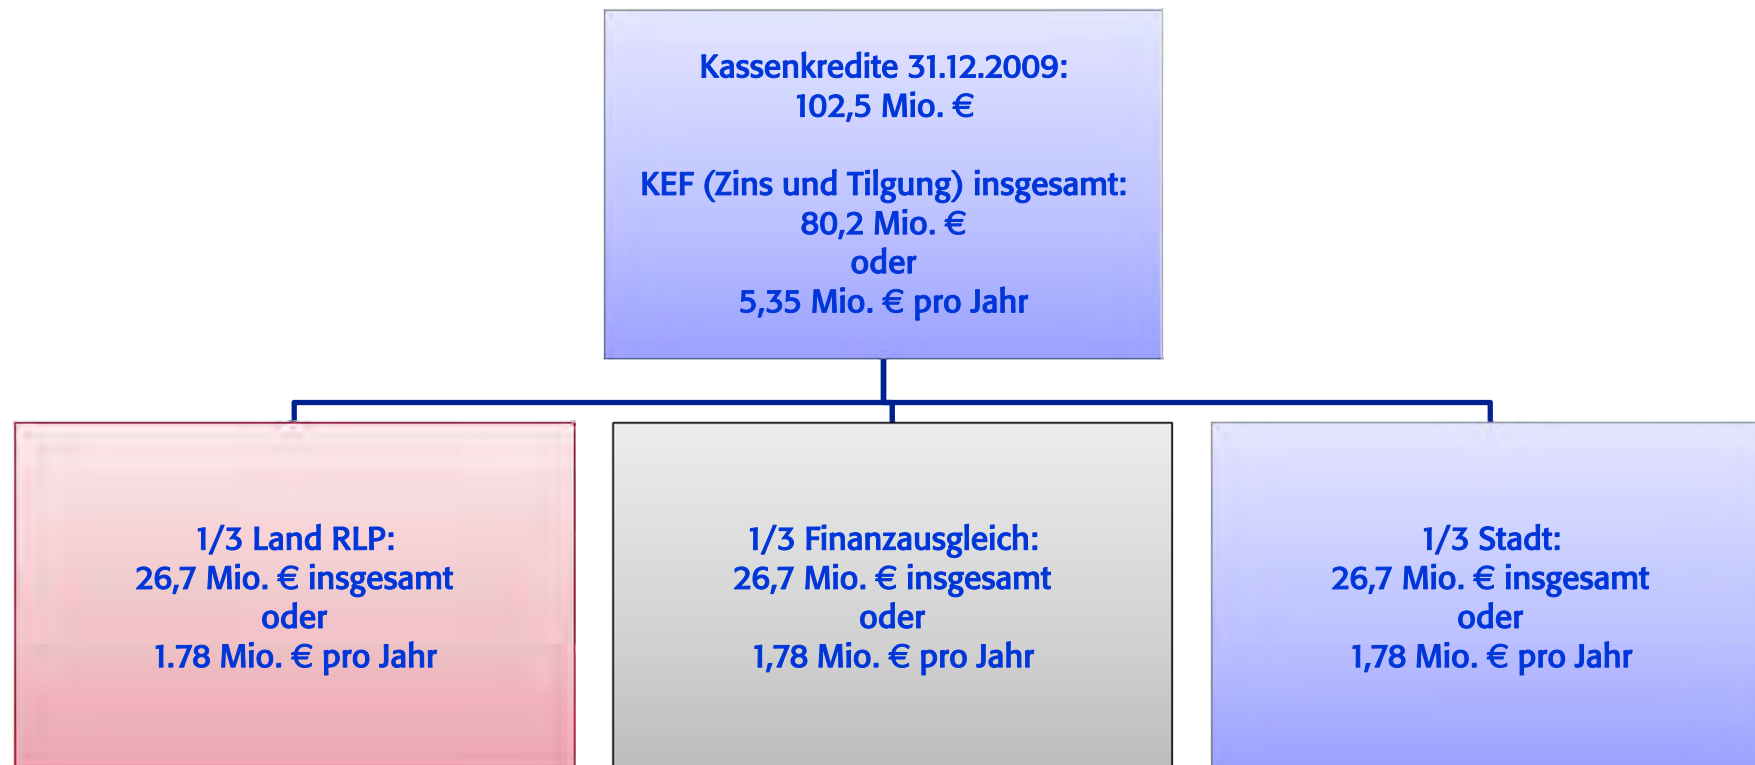 Kassenkredite 31.12.2009:
102,5 Mio. €
KEF (Zins und Tilgung) insgesamt:
80,2 Mio. €
oder
5,35 Mio. € pro Jahr
1/3 Land RLP:
26,7 Mio. € insgesamt
oder
1.78 Mio. € pro Jahr
1/3 Finanzausgleich:
26,7 Mio. € insgesamt
oder
1,78 Mio. € pro Jahr
1/3 Stadt:
26,7 Mio. € insgesamt
oder
1,78 Mio. € pro Jahr